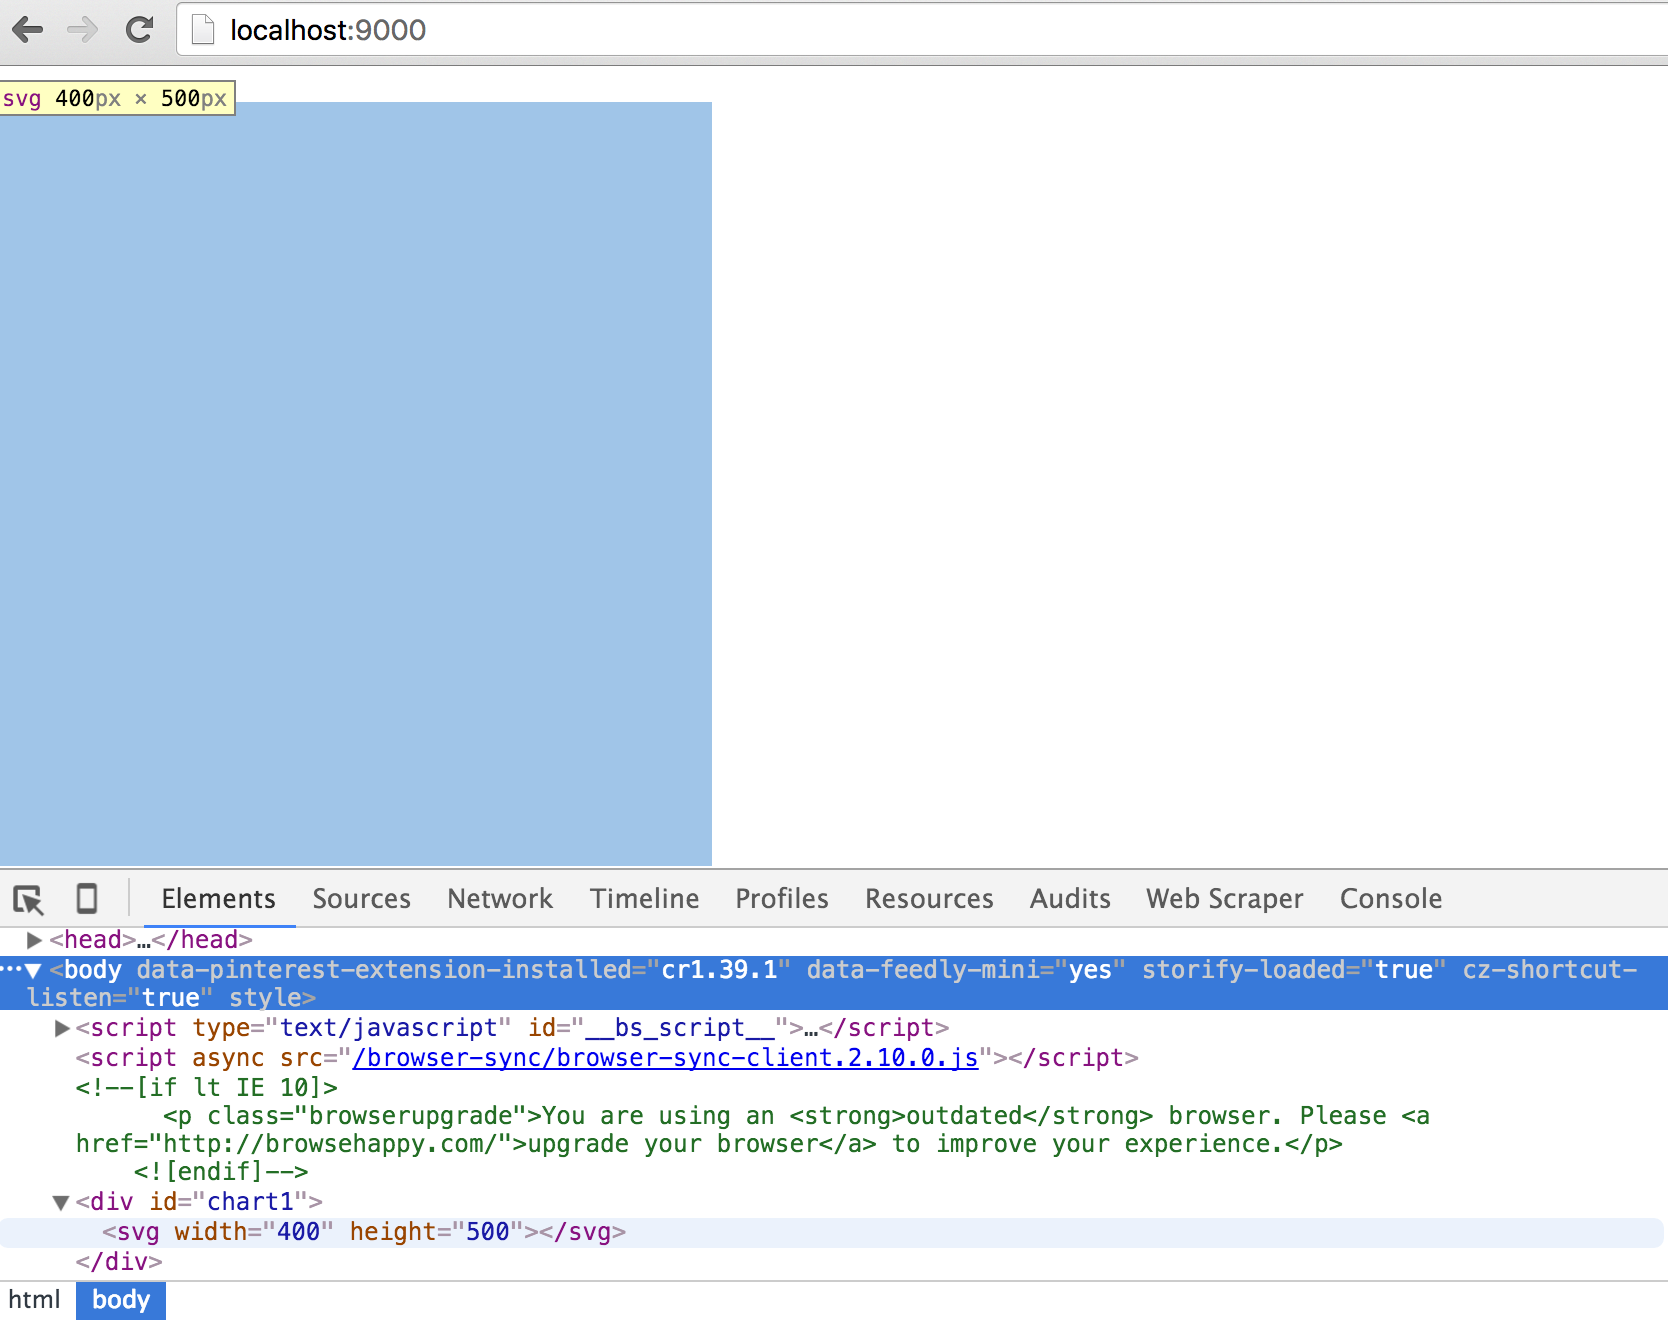 localhost:9000
svg 400px × 500px
Elements Sources Network Timeline Profiles Resources Audits Web Scraper Console
<head>…</head>
<body data-pinterest-extension-installed="cr1.39.1" data-feedly-mini="yes" storify-loaded="true" cz-shortcut-
listen="true" style>
<script type="text/javascript" id="__bs_script__">…</script>
<script async src="/browser-sync/browser-sync-client.2.10.0.js"></script>
<!--[if lt IE 10]>
<p class="browserupgrade">You are using an <strong>outdated</strong> browser. Please <a
href="http://browsehappy.com/">upgrade your browser</a> to improve your experience.</p>
<![endif]-->
<div id="chart1">
<svg width="400" height="500"></svg>
</div>
html body